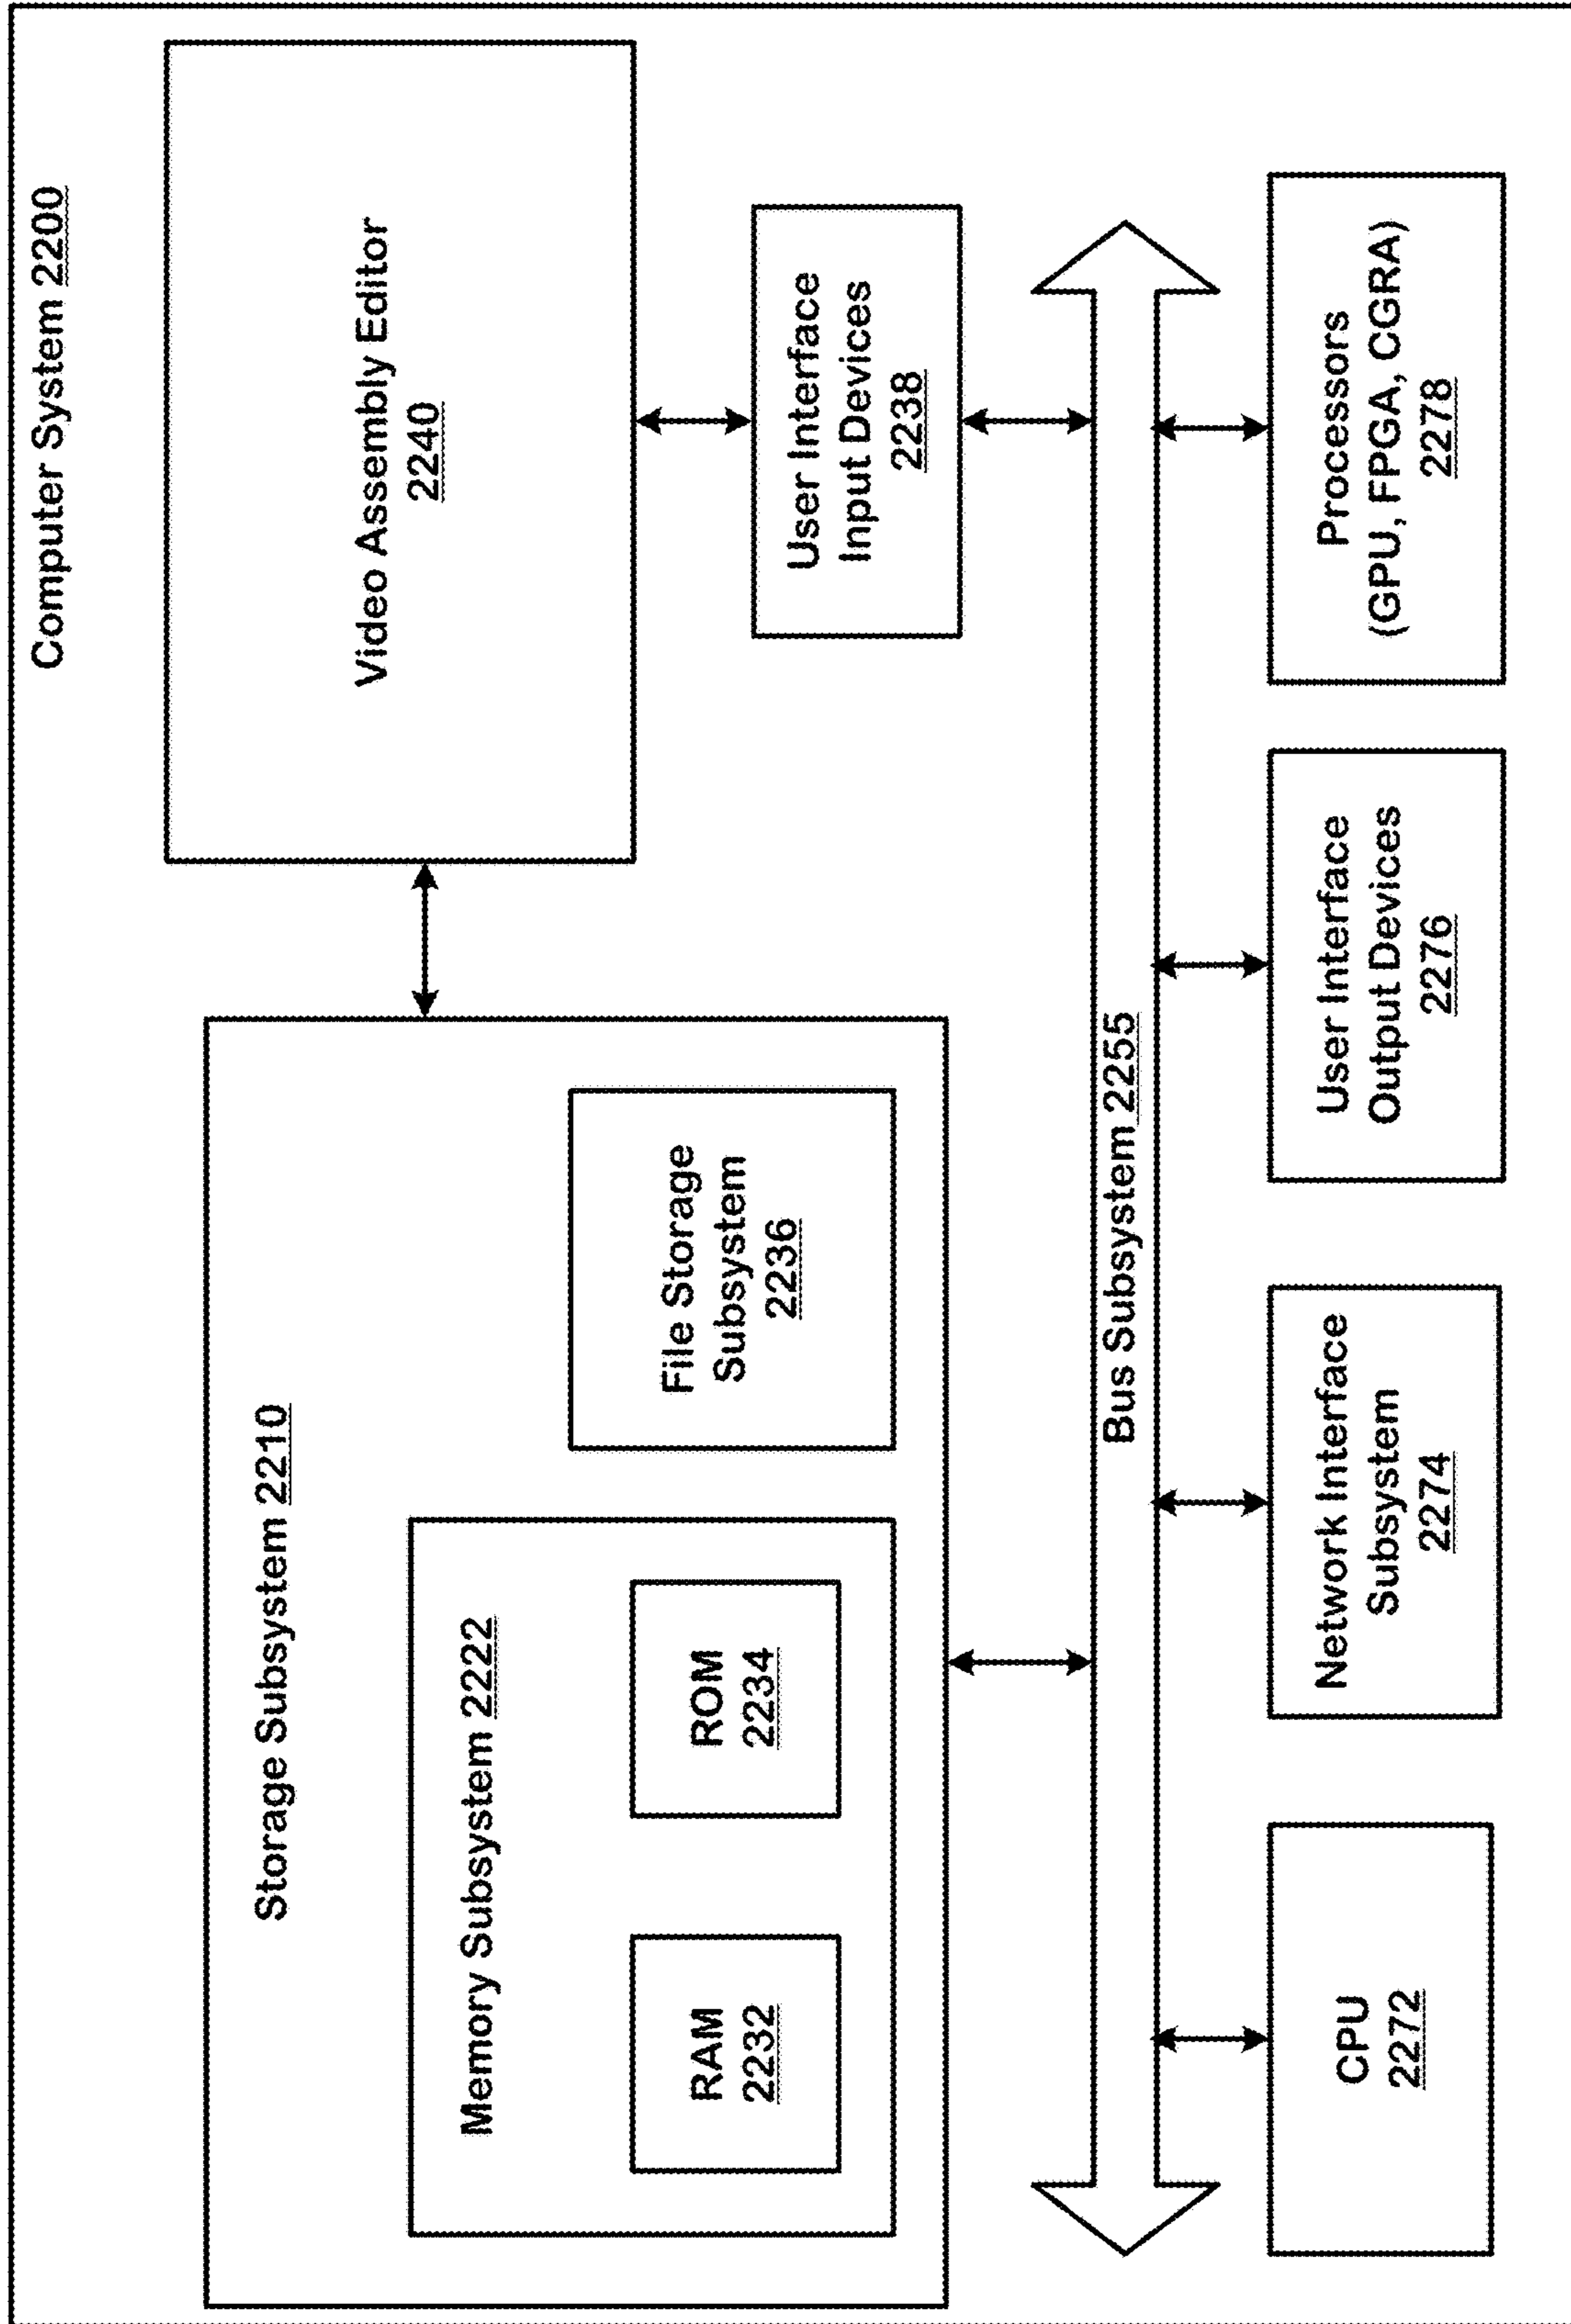 Computer System 2200
Storage Subsystem 2210
Memory Subsystem 2222
RAM
2232
ROM
2234
File Storage
Subsystem
2236
Video Assembly Editor
2240
User Interface
Input Devices
2238
Bus Subsystem 2255
CPU
2272
Network Interface
Subsystem
2274
User Interface
Output Devices
2276
Processors
(GPU, FPGA, CGRA)
2278